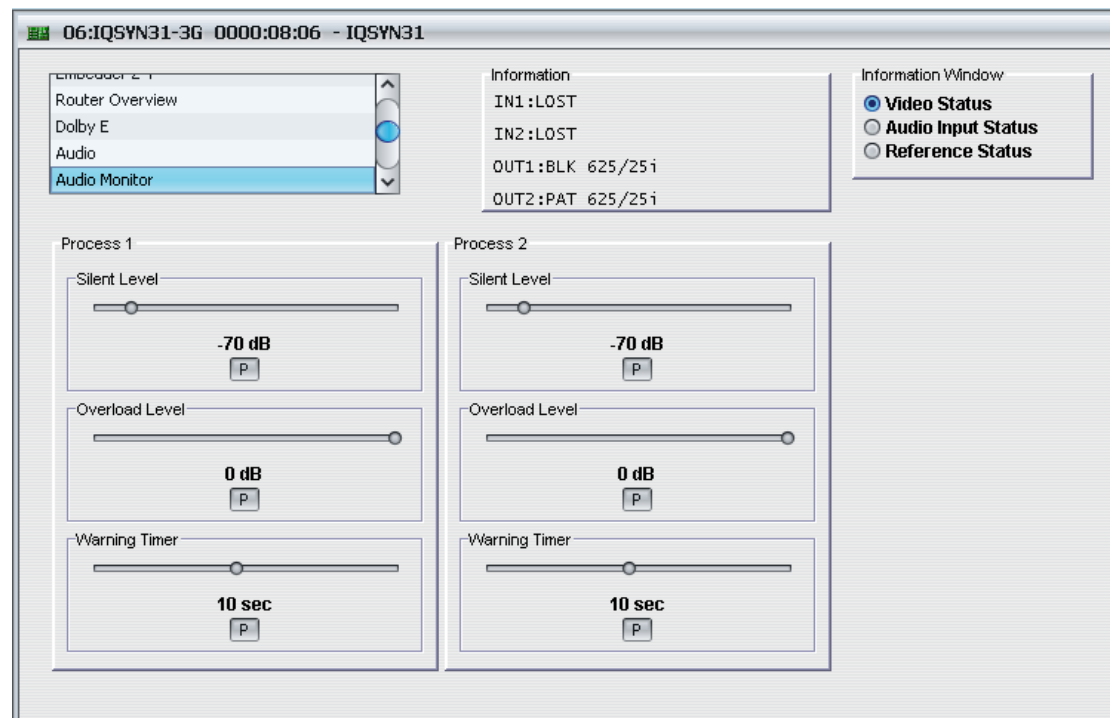 06:IQSYN31-3G 0000:08:06 - IQSYN31
Router Overview
Dolby E
Audio
Audio Monitor
Information
IN1:LOST
IN2:LOST
OUT1:BLK 625/25i
OUT2:PAT 625/25i
Information Window
Video Status
Audio Input Status
Reference Status
Process 1
Silent Level
-70 dB
P
Overload Level
0 dB
P
Warning Timer
10 sec
P
Process 2
Silent Level
-70 dB
P
Overload Level
0 dB
P
Warning Timer
10 sec
P